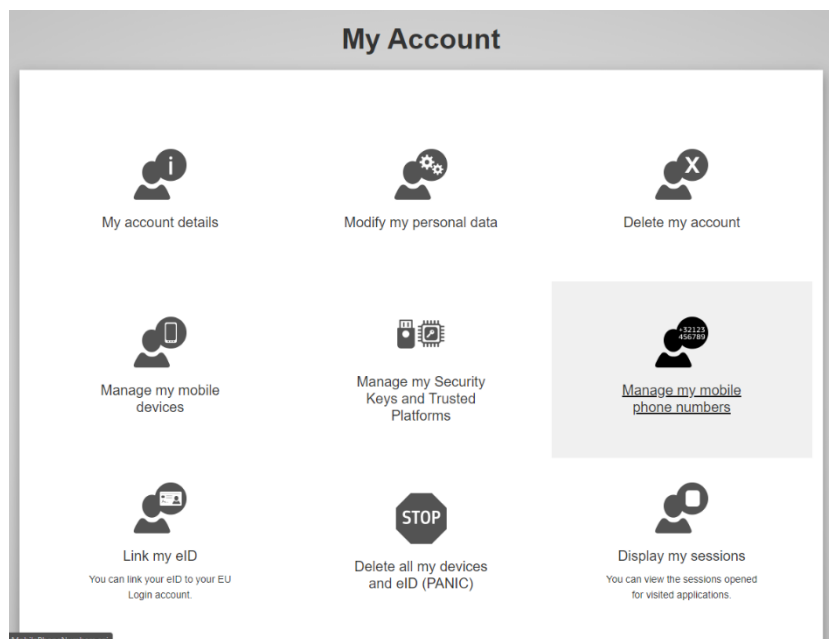 My Account
i
X
My account details
Modify my personal data
Delete my account
+32123
456789
Manage my mobile
devices
Manage my Security
Keys and Trusted
Platforms
Manage my mobile
phone numbers
STOP
Link my eID
You can link your eID to your EU
Login account.
Delete all my devices
and eID (PANIC)
Display my sessions
You can view the sessions opened
for visited applications.